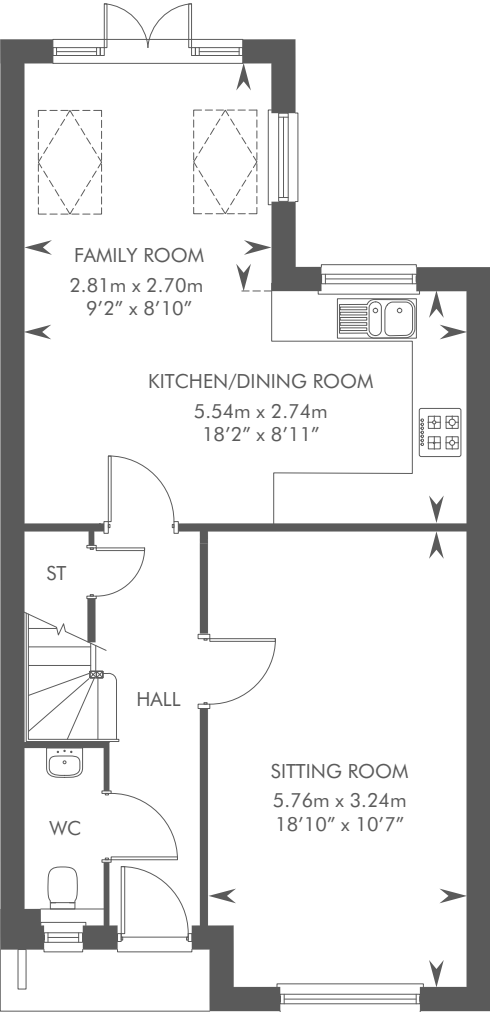 FAMILY ROOM
2.81m x 2.70m
9’2” x 8’10”
KITCHEN/DINING ROOM
5.54m x 2.74m
18’2” x 8’11”
ST
HALL
SITTING ROOM
5.76m x 3.24m
18’10” x 10’7”
WC